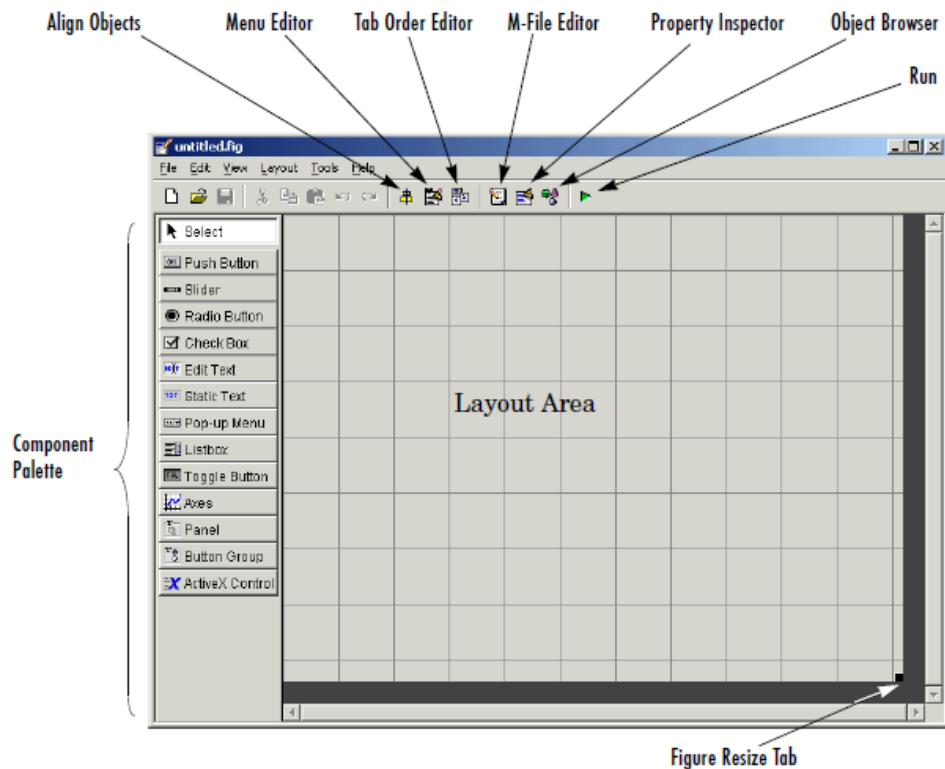 Align Objects
Menu Editor
Tab Order Editor
M-File Editor
Property Inspector
Object Browser
Run
untitled.fig
File Edit View Layout Tools Help
Select
Push Button
Slider
Radio Button
Check Box
Edit Text
Static Text
Pop-up Menu
Listbox
Toggle Button
Axes
Panel
Button Group
ActiveX Control
Layout Area
Component
Palette
Figure Resize Tab